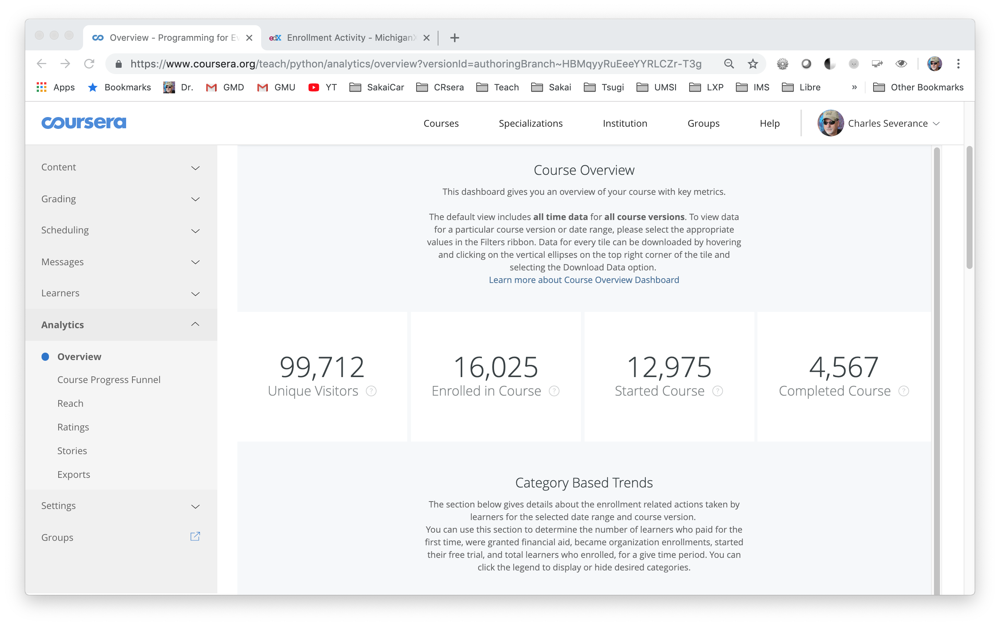 Overview - Programming for Ev
edX Enrollment Activity - MichiganX
https://www.coursera.org/teach/python/analytics/overview?versionId=authoringBranch~HBMqyyRuEeeYYRLCZr-T3g
Apps Bookmarks Dr. GMD GMU YT SakaiCar CRsera Teach Sakai Tsugi UMSI LXP IMS Libre » Other Bookmarks
coursera Courses Specializations Institution Groups Help Charles Severance
Content
Grading
Scheduling
Messages
Learners
Analytics
Overview
Course Progress Funnel
Reach
Ratings
Stories
Exports
Settings
Groups
Course Overview
This dashboard gives you an overview of your course with key metrics.
The default view includes all time data for all course versions. To view data
for a particular course version or date range, please select the appropriate
values in the Filters ribbon. Data for every tile can be downloaded by hovering
and clicking on the vertical ellipses on the top right corner of the tile and
selecting the Download Data option.
Learn more about Course Overview Dashboard
99,712
Unique Visitors ?
16,025
Enrolled in Course ?
12,975
Started Course ?
4,567
Completed Course ?
Category Based Trends
The section below gives details about the enrollment related actions taken by
learners for the selected date range and course version.
You can use this section to determine the number of learners who paid for the
first time, were granted financial aid, became organization enrollments, started
their free trial, and total learners who enrolled, for a give time period. You can
click the legend to display or hide desired categories.